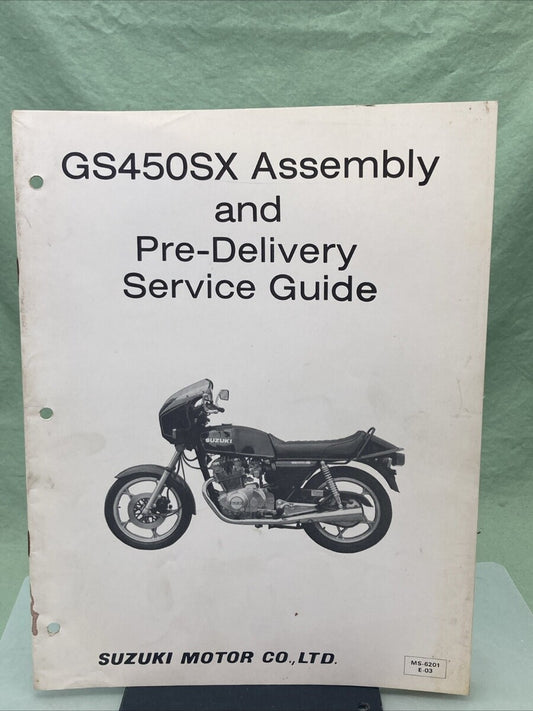 GS450SX Assembly
and
Pre-Delivery
Service Guide
SUZUKI
SUZUKI MOTOR CO.,LTD.
MS-6201
E-03